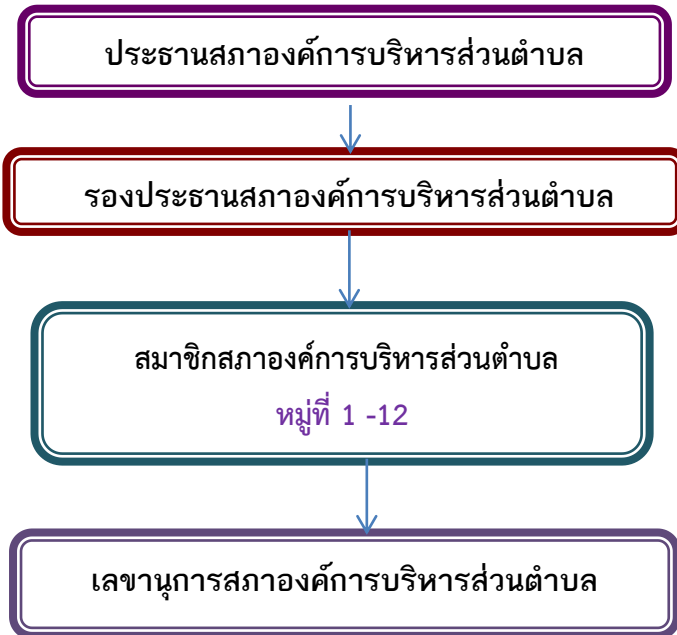 ประธานสภาองค์การบริหารส่วนตำบล
รองประธานสภาองค์การบริหารส่วนตำบล
สมาชิกสภาองค์การบริหารส่วนตำบล
หมู่ที่ 1 -12
เลขานุการสภาองค์การบริหารส่วนตำบล